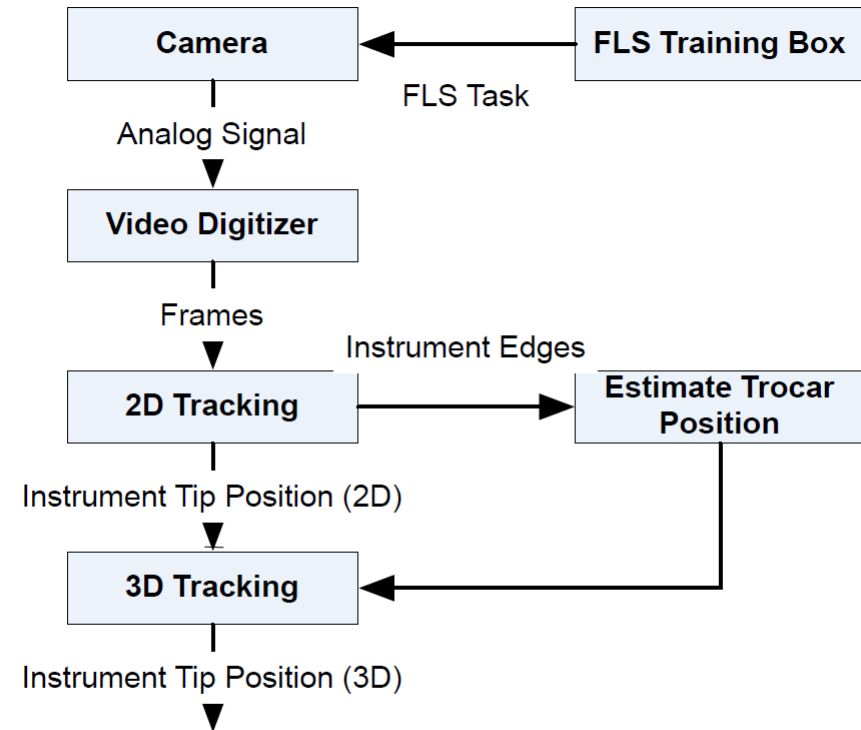 Camera
FLS Training Box
FLS Task
Analog Signal
Video Digitizer
Frames
Instrument Edges
2D Tracking
Estimate Trocar
Position
Instrument Tip Position (2D)
3D Tracking
Instrument Tip Position (3D)